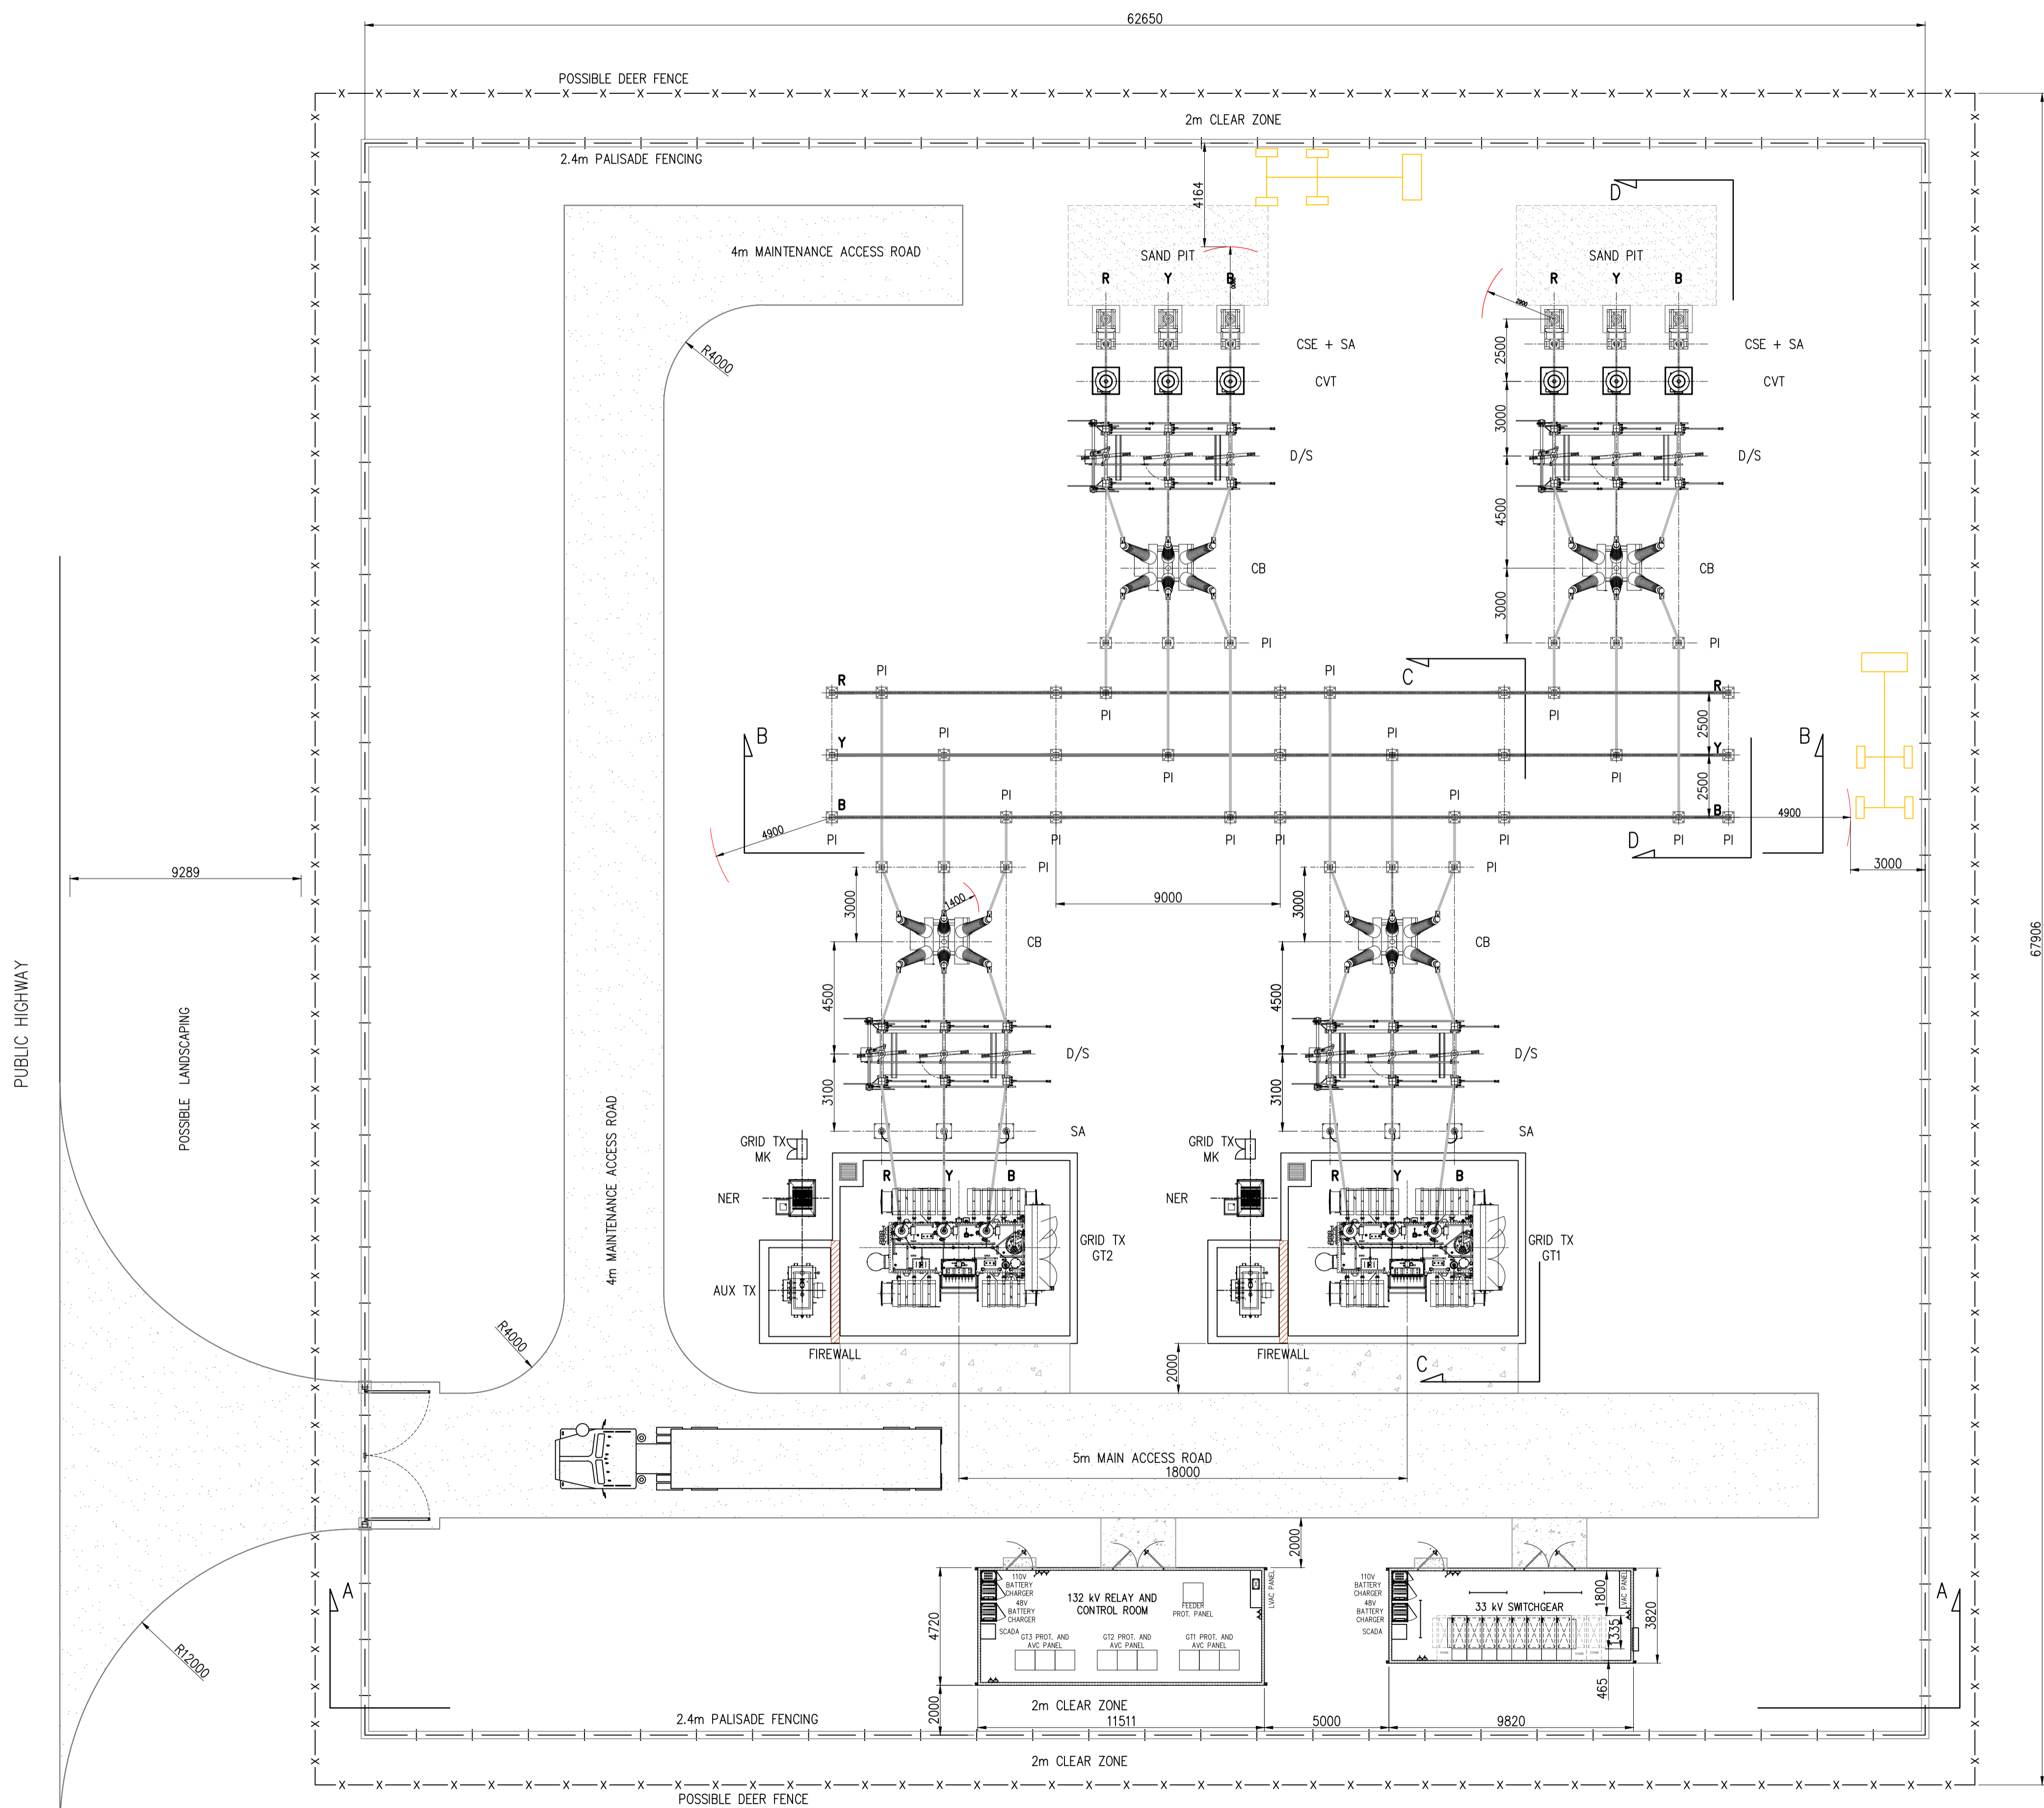 62650
POSSIBLE DEER FENCE
2m CLEAR ZONE
2.4m PALISADE FENCING
4164
D
4m MAINTENANCE ACCESS ROAD
SAND PIT
SAND PIT
R Y B
R Y B
2900
R4000
2500
CSE + SA
CSE + SA
CVT
CVT
3000
D/S
D/S
4500
CB
CB
3000
PI
PI
PI
PI
C
R
R
PI
PI
2500
B
PI
PI
B
Y
Y
PI
PI
2500
PI
PI
B
B
4900
4900
PI
PI
PI
PI
D
PI
PI
9289
PI
PI
3000
1400
3000
9000
3000
CB
CB
67906
PUBLIC HIGHWAY
POSSIBLE LANDSCAPING
4m MAINTENANCE ACCESS ROAD
4500
4500
D/S
D/S
3100
3100
SA
SA
GRID TX
MK
GRID TX
MK
R Y B
R Y B
NER
NER
GRID TX
GT2
GRID TX
GT1
AUX TX
R4000
FIREWALL
FIREWALL
2000
C
5m MAIN ACCESS ROAD
18000
2000
A
A
110V
BATTERY
CHARGER
48V
BATTERY
CHARGER
SCADA
132 kV RELAY AND
CONTROL ROOM
FEEDER
PROT. PANEL
LVAC PANEL
GT3 PROT. AND
AVC PANEL
GT2 PROT. AND
AVC PANEL
GT1 PROT. AND
AVC PANEL
4720
110V
BATTERY
CHARGER
48V
BATTERY
CHARGER
SCADA
33 kV SWITCHGEAR
1800
LVAC PANEL
1335
3820
465
R12000
2000
2m CLEAR ZONE
2.4m PALISADE FENCING
11511
5000
9820
2m CLEAR ZONE
POSSIBLE DEER FENCE